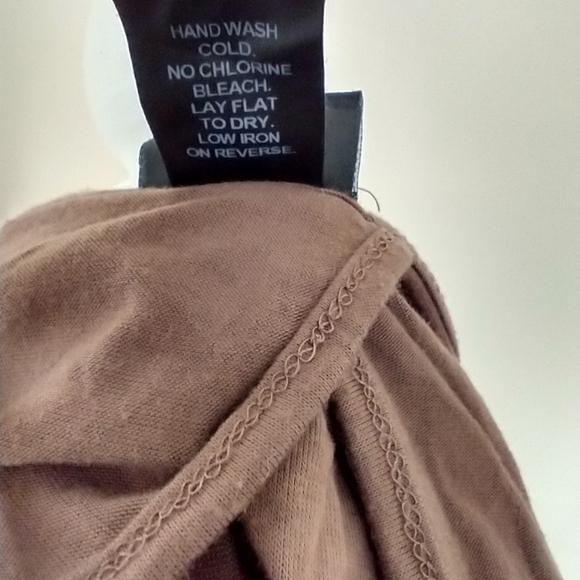 HAND WASH
COLD.
NO CHLORINE
BLEACH.
LAY FLAT
TO DRY.
LOW IRON
ON REVERSE.